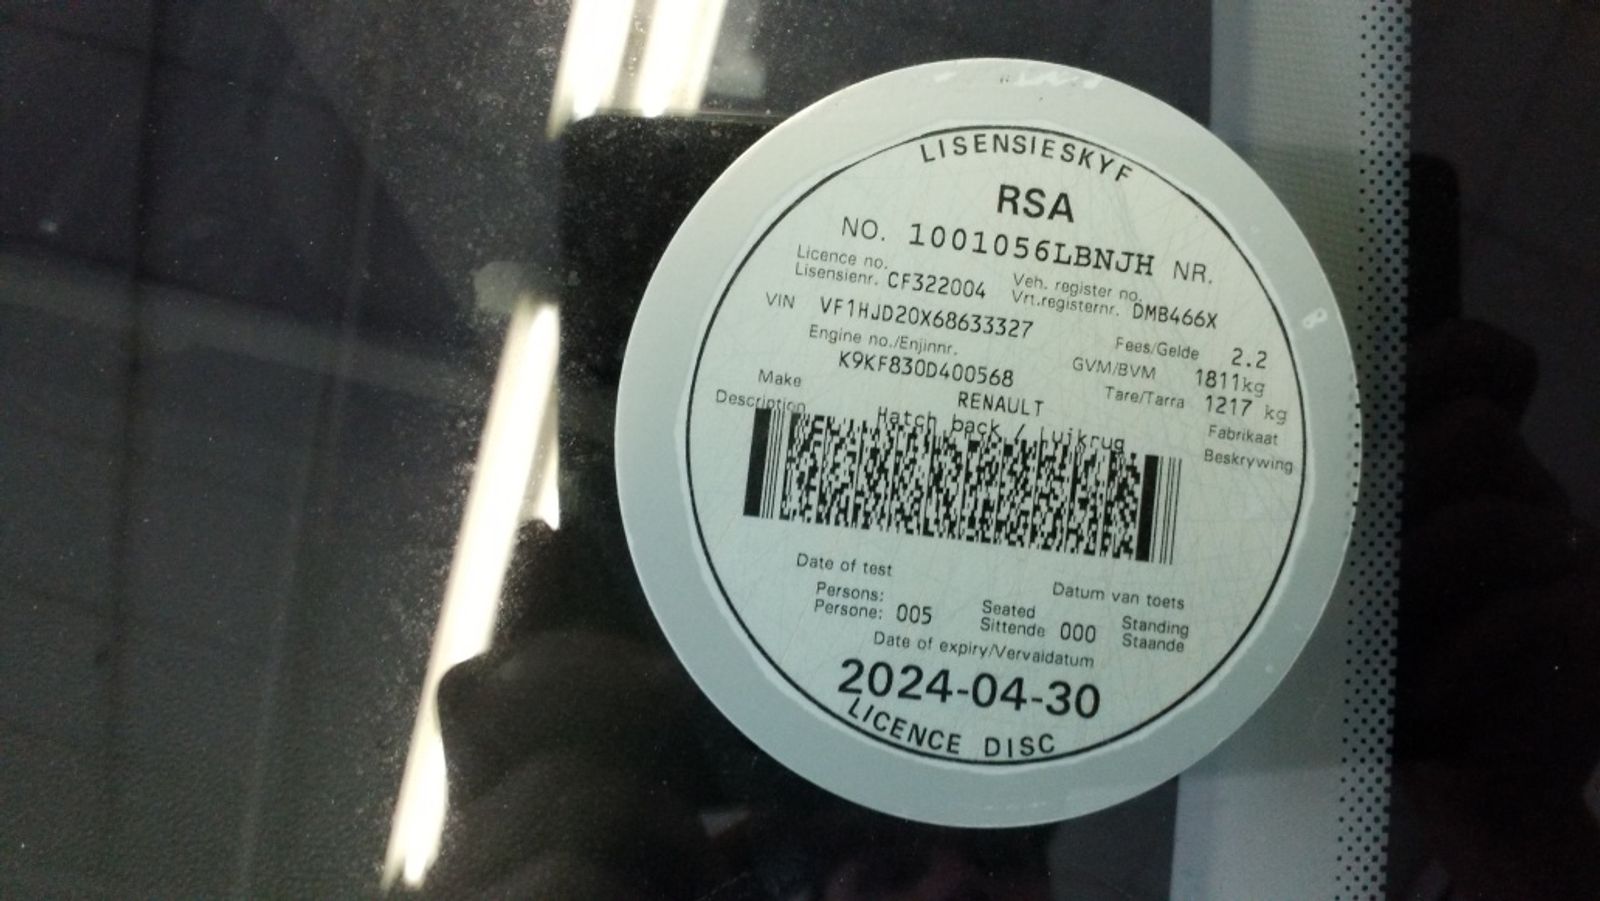 LISENSIESKYF
RSA
NO. 1001056LBNJH NR.
Licence no.
Lisensienr. CF322004
Veh. register no.
Vrt.registernr. DMB466X
VIN VF1HJD20X68633327
Engine no./Enjinnr.
K9KF830D400568
Fees/Gelde 2.2
GVM/BVM 1811kg
Tare/Tarra 1217 kg
Make RENAULT Fabrikaat
Description Hatch back / Luikrug Beskrywing
Date of test Datum van toets
Persons:
Persone: 005
Seated
Sittende 000
Standing
Staande
Date of expiry/Vervaldatum
2024-04-30
LICENCE DISC